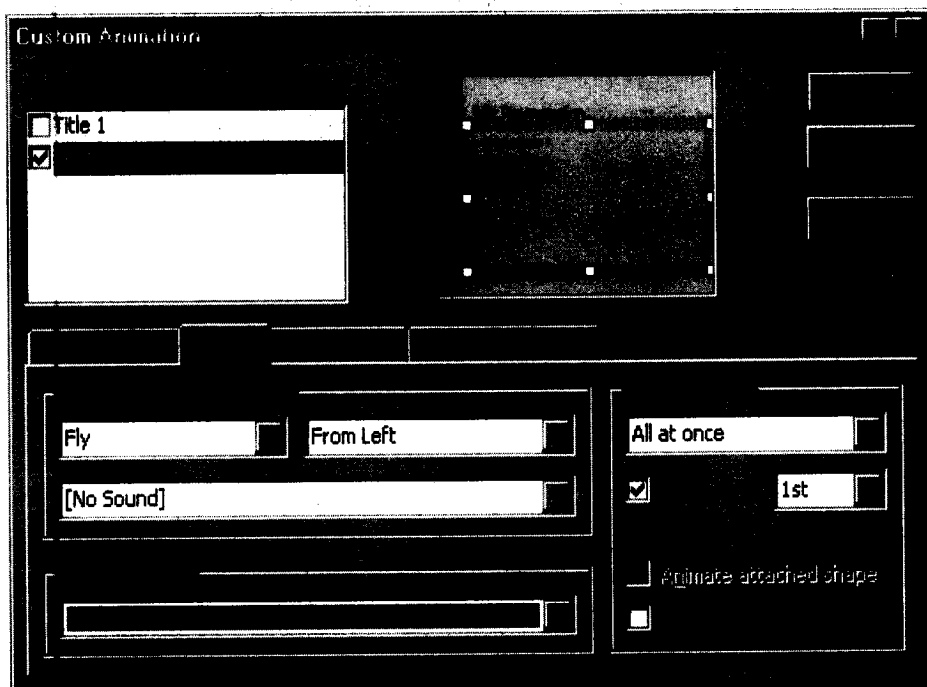 Custom Animation
Title 1
Fly
From Left
[No Sound]
All at once
1st
Animate attached shape